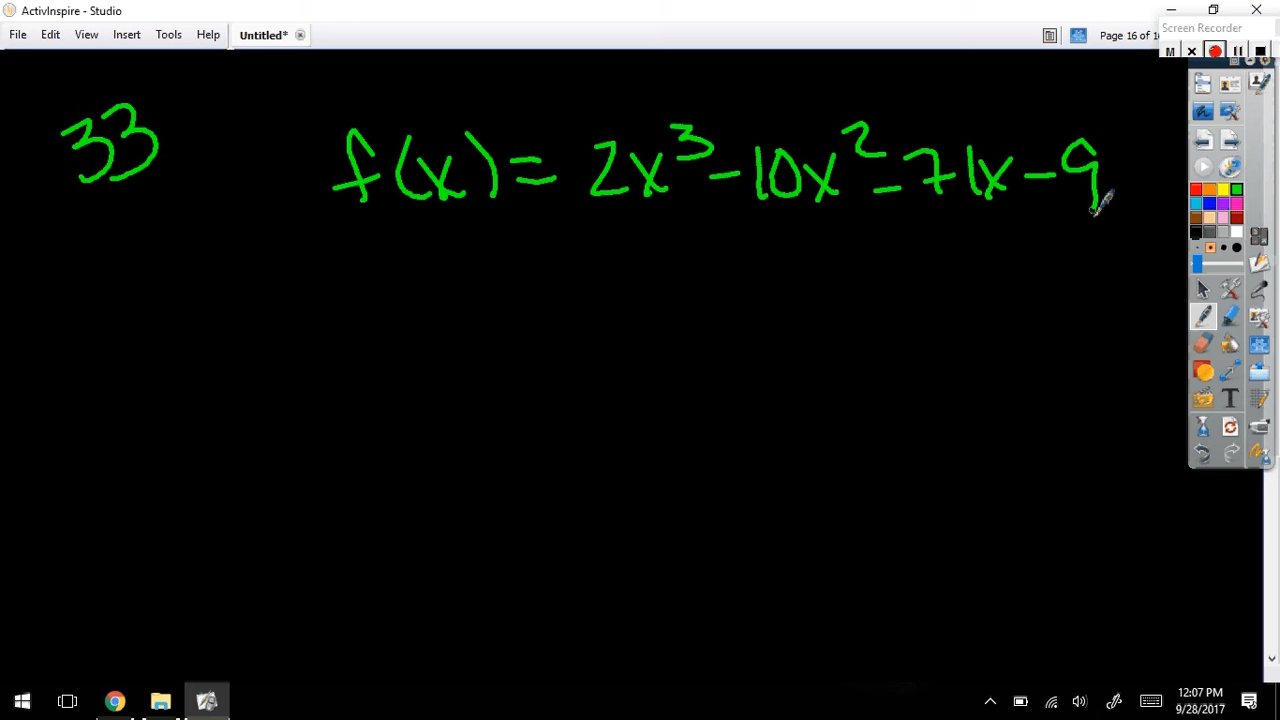 ActivInspire - Studio
Screen Recorder
File Edit View Insert Tools Help Untitled* Page 16 of 1
M
33 f(x) = 2x³ - 10x² - 71x - 9
T
12:07 PM
9/28/2017